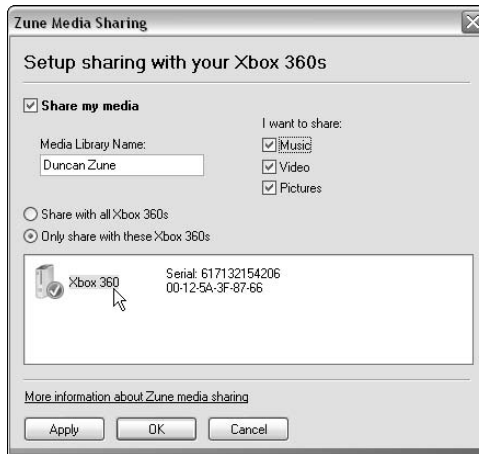 Zune Media Sharing
Setup sharing with your Xbox 360s
Share my media
Media Library Name:
Duncan Zune
I want to share:
Music
Video
Pictures
Share with all Xbox 360s
Only share with these Xbox 360s
Xbox 360
Serial: 617132154206
00-12-5A-3F-87-66
More information about Zune media sharing
Apply
OK
Cancel